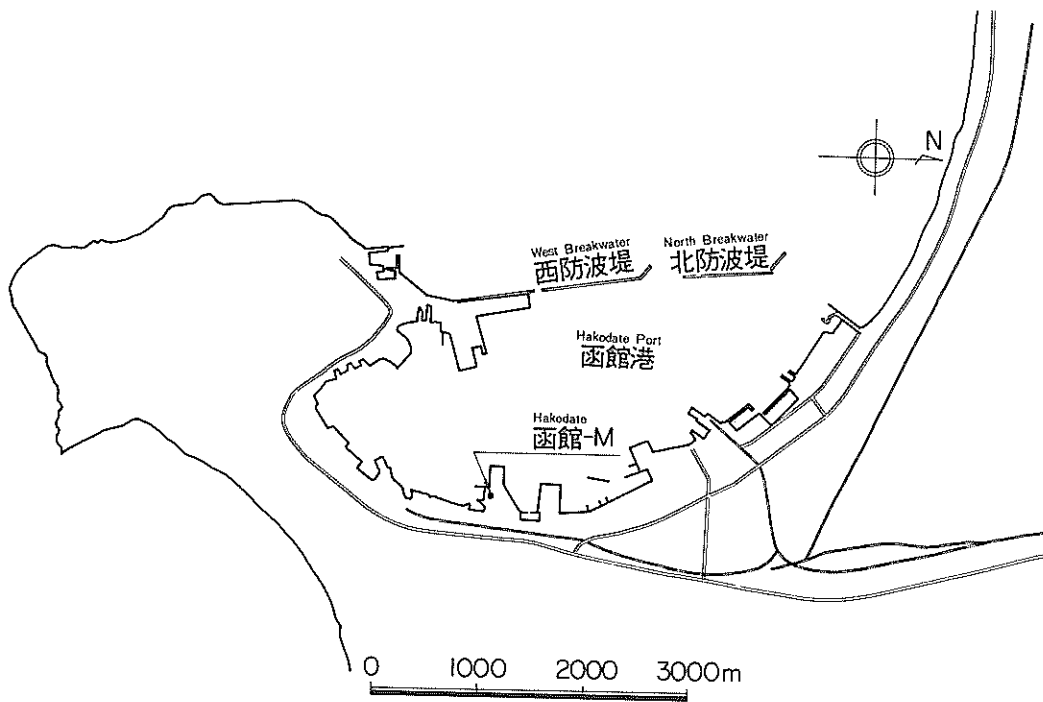 N
West Breakwater
西防波堤
North Breakwater
北防波堤
Hakodate Port
函館港
Hakodate
函館-M
0 1000 2000 3000m